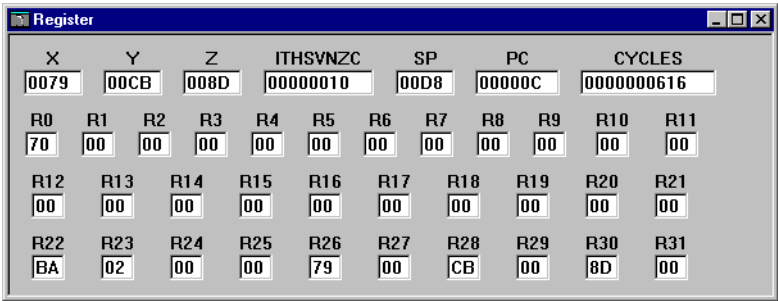 Register
X Y Z ITHSVNZC SP PC CYCLES
0079 00CB 008D 00000010 00D8 00000C 0000000616
R0 R1 R2 R3 R4 R5 R6 R7 R8 R9 R10 R11
70 00 00 00 00 00 00 00 00 00 00 00
R12 R13 R14 R15 R16 R17 R18 R19 R20 R21
00 00 00 00 00 00 00 00 00 00
R22 R23 R24 R25 R26 R27 R28 R29 R30 R31
BA 02 00 00 79 00 CB 00 8D 00